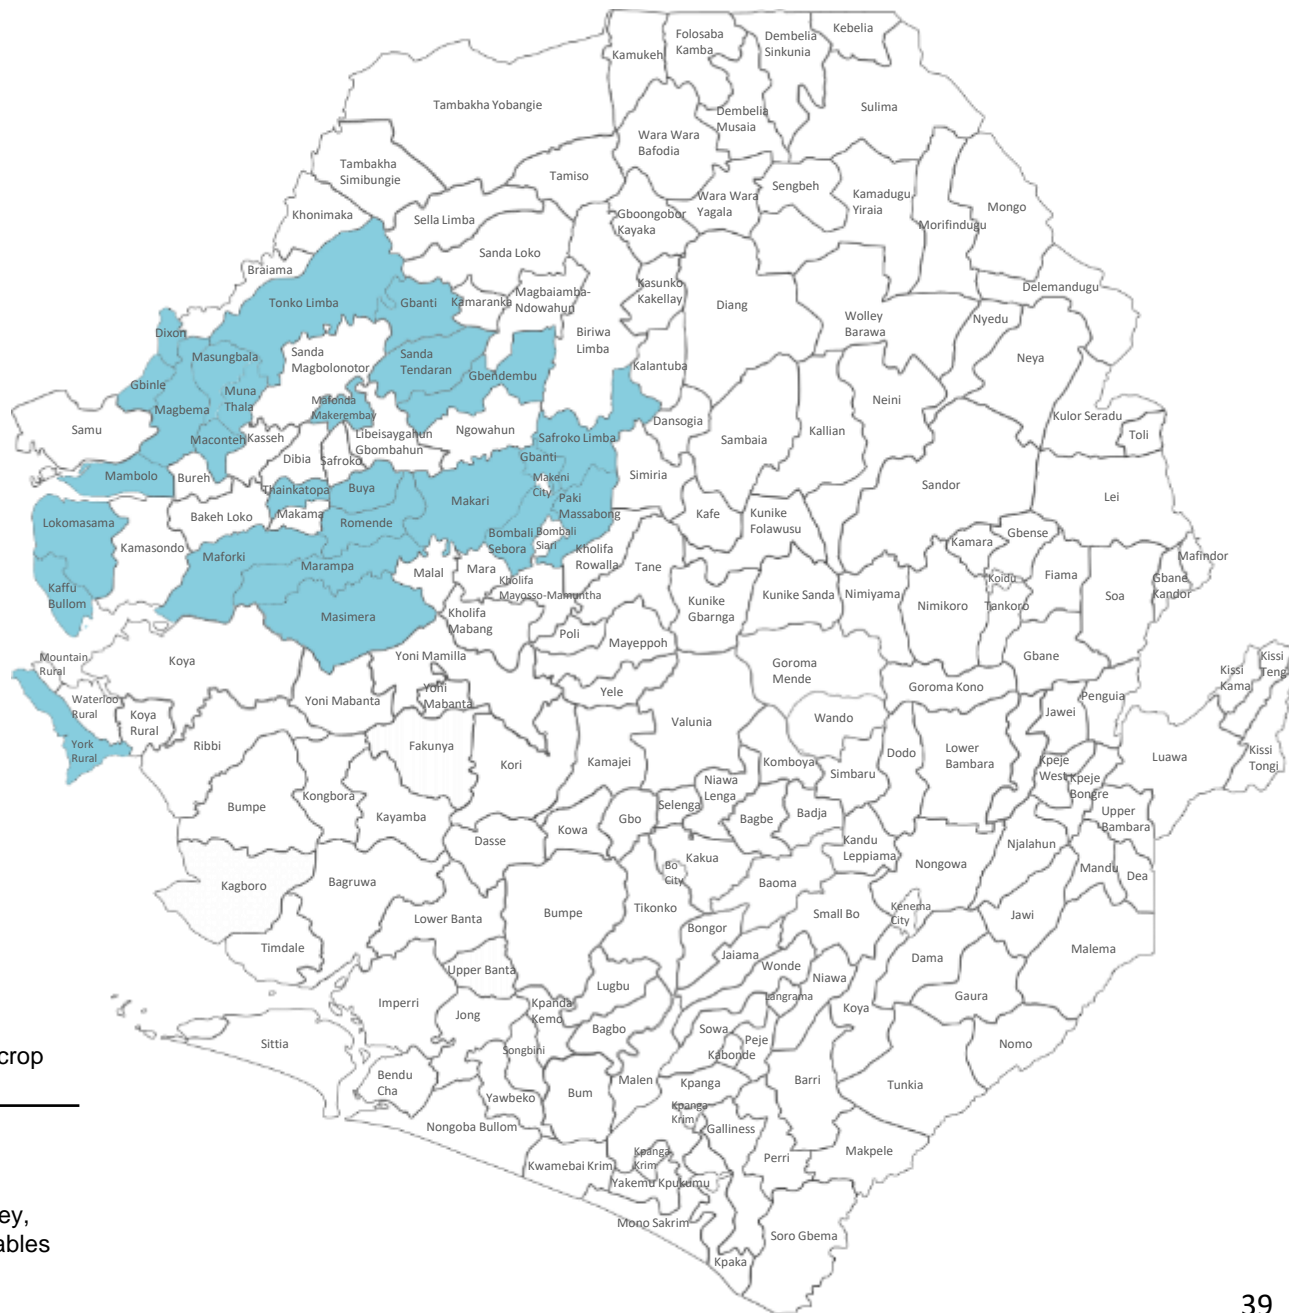 Kebelia
Folosaba
Kamba
Dembelia
Sinkunia
Kamukeh
Tambakha Yobangie
Sulima
Dembelia
Musaia
Wara Wara
Bafodia
Tambakha
Simibungie
Tamiso
Sengbeh
Wara Wara
Yagala
Kamadugu
Yiraia
Mongo
Khonimaka
Sella Limba
Gboongobor
Kayaka
Morifindugu
Sanda Loko
Braiama
Kasunko
Kakellay
Delemandugu
Tonko Limba
Gbanti
Kamaranka
Magbaiamba-
Ndowahun
Diang
Wolley
Barawa
Nyedu
Dixon
Biriwa
Limba
Masungbala
Sanda
Magbolonotor
Sanda
Tendaran
Gbendembu
Kalantuba
Neya
Gbinle
Muna
Thala
Mafonda
Makerembay
Neini
Magbema
Samu
Maconteh
Kasseh
Libeisaygahun
Gbombahun
Ngowahun
Safroko Limba
Dansogia
Sambaia
Kallian
Kulor Seradu
Toli
Dibia
Safroko
Gbanti
Mambolo
Bureh
Thainkatopa
Buya
Makari
Makeni
City
Simiria
Sandor
Lei
Paki
Massabong
Lokomasama
Bakeh Loko
Makama
Romende
Kafe
Kunike
Folawusu
Kamasondo
Maforki
Bombali
Sebora
Bombali
Siari
Kholifa
Rowalla
Kamara
Gbense
Mafindor
Marampa
Malal
Mara
Tane
Kholifa
Mayosso-Mamuntha
Koidu
Fiama
Gbane
Kandor
Kaffu
Bullom
Kunike
Gbarnga
Kunike Sanda
Nimiyama
Nimikoro
Tankoro
Soa
Masimera
Kholifa
Mabang
Poli
Mayeppoh
Mountain
Rural
Koya
Yoni Mamilla
Goroma
Mende
Gbane
Kissi
Teng
Kissi
Kama
Yoni
Mabanta
Yele
Goroma Kono
Penguia
Waterloo
Rural
Koya
Rural
Yoni Mabanta
Valunia
Wando
Jawei
York
Rural
Ribbi
Fakunya
Kori
Kamajei
Komboya
Dodo
Lower
Bambara
Kpeje
West
Luawa
Kissi
Tongi
Simbaru
Kpeje
Bongre
Niawa
Lenga
Bumpe
Kongbora
Kayamba
Selenga
Upper
Bambara
Gbo
Bagbe
Badja
Dasse
Kowa
Kandu
Leppiama
Njalahun
Kakua
Bo
City
Nongowa
Mandu
Dea
Kagboro
Bagruwa
Baoma
Lower Banta
Bumpe
Tikonko
Small Bo
Kenema
City
Jawi
Bongor
Timdale
Malema
Jaiama
Dama
Wonde
Upper Banta
Niawa
Lugbu
Langrama
Gaura
Imperri
Kpanda
Kemo
Koya
Jong
Bagbo
Sowa
Peje
Sittia
Nomo
Songbini
Kabonde
crop
Bendu
Cha
Malen
Kpanga
Barri
Tunkia
Yawbeko
Bum
Kpanga
Krim
Nongoba Bullom
Galliness
Kpanga
Krim
Perri
Makpele
Kwamebai Krim
Yakemu Kpukumu
ey,
Mono Sakrim
Soro Gbema
ables
Kpaka
39